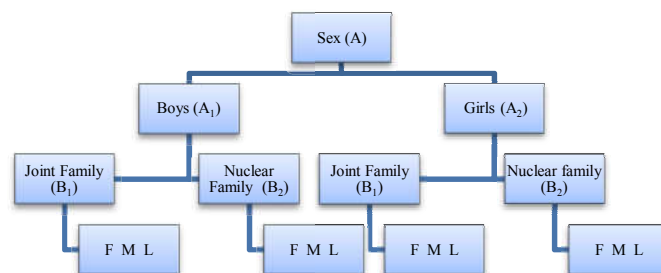 Sex (A)
Boys (A₁)
Girls (A₂)
Joint Family
(B₁)
Nuclear
Family (B₂)
Joint Family
(B₁)
Nuclear family
(B₂)
F M L
F M L
F M L
F M L